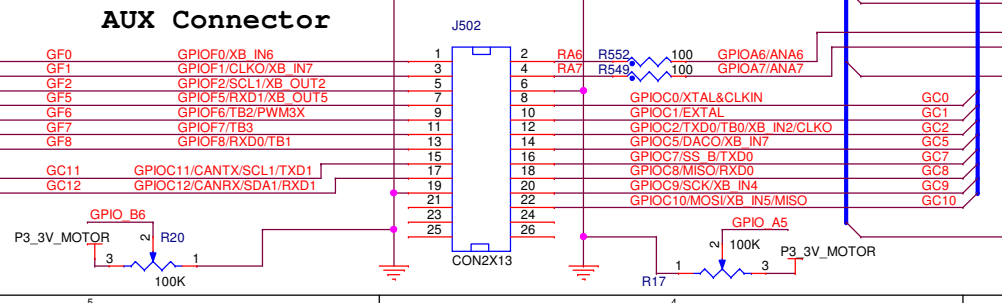 AUX Connector
J502
GF0 GPIOF0/XB_IN6 1 2 RA6 R552 100 GPIOA6/ANA6
GF1 GPIOF1/CLKO/XB_IN7 3 4 RA7 R549 100 GPIOA7/ANA7
GF2 GPIOF2/SCL1/XB_OUT2 5 6
GF5 GPIOF5/RXD1/XB_OUT5 7 8 GPIOC0/XTAL&CLKIN GC0
GF6 GPIOF6/TB2/PWM3X 9 10 GPIOC1/EXTAL GC1
GF7 GPIOF7/TB3 11 12 GPIOC2/TXD0/TB0/XB_IN2/CLKO GC2
GF8 GPIOF8/RXD0/TB1 13 14 GPIOC5/DACO/XB_IN7 GC5
15 16 GPIOC7/SS_B/TXD0 GC7
GC11 GPIOC11/CANTX/SCL1/TXD1 17 18 GPIOC8/MISO/RXD0 GC8
GC12 GPIOC12/CANRX/SDA1/RXD1 19 20 GPIOC9/SCK/XB_IN4 GC9
21 22 GPIOC10/MOSI/XB_IN5/MISO GC10
GPIO_B6 23 24 GPIO_A5
P3_3V_MOTOR 2 R20 25 26 2 100K P3_3V_MOTOR
3 1 CON2X13 1 3
100K R17